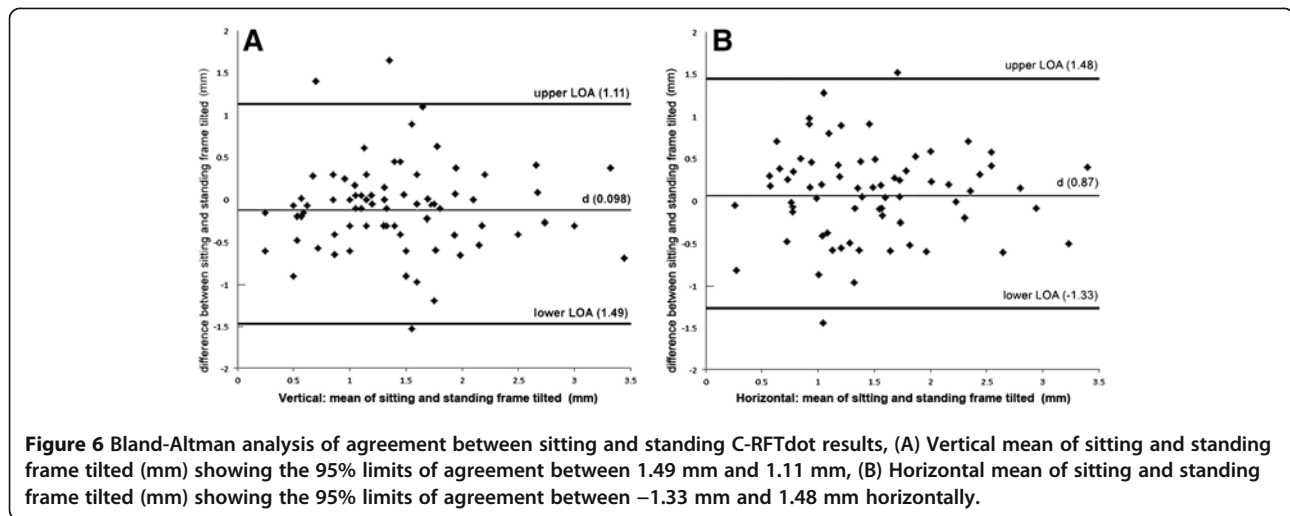 A
difference between sitting and standing frame tilted (mm)
2
1.5
1
0.5
0
-0.5
-1
-1.5
-2
upper LOA (1.11)
d (0.098)
lower LOA (1.49)
0 0.5 1 1.5 2 2.5 3 3.5
Vertical: mean of sitting and standing frame tilted (mm)
B
difference between sitting and standing frame tilted (mm)
2
1.5
1
0.5
0
-0.5
-1
-1.5
-2
upper LOA (1.48)
d (0.87)
lower LOA (-1.33)
0 0.5 1 1.5 2 2.5 3 3.5
Horizontal: mean of sitting and standing frame tilted (mm)
Figure 6 Bland-Altman analysis of agreement between sitting and standing C-RFTdot results, (A) Vertical mean of sitting and standing
frame tilted (mm) showing the 95% limits of agreement between 1.49 mm and 1.11 mm, (B) Horizontal mean of sitting and standing
frame tilted (mm) showing the 95% limits of agreement between −1.33 mm and 1.48 mm horizontally.